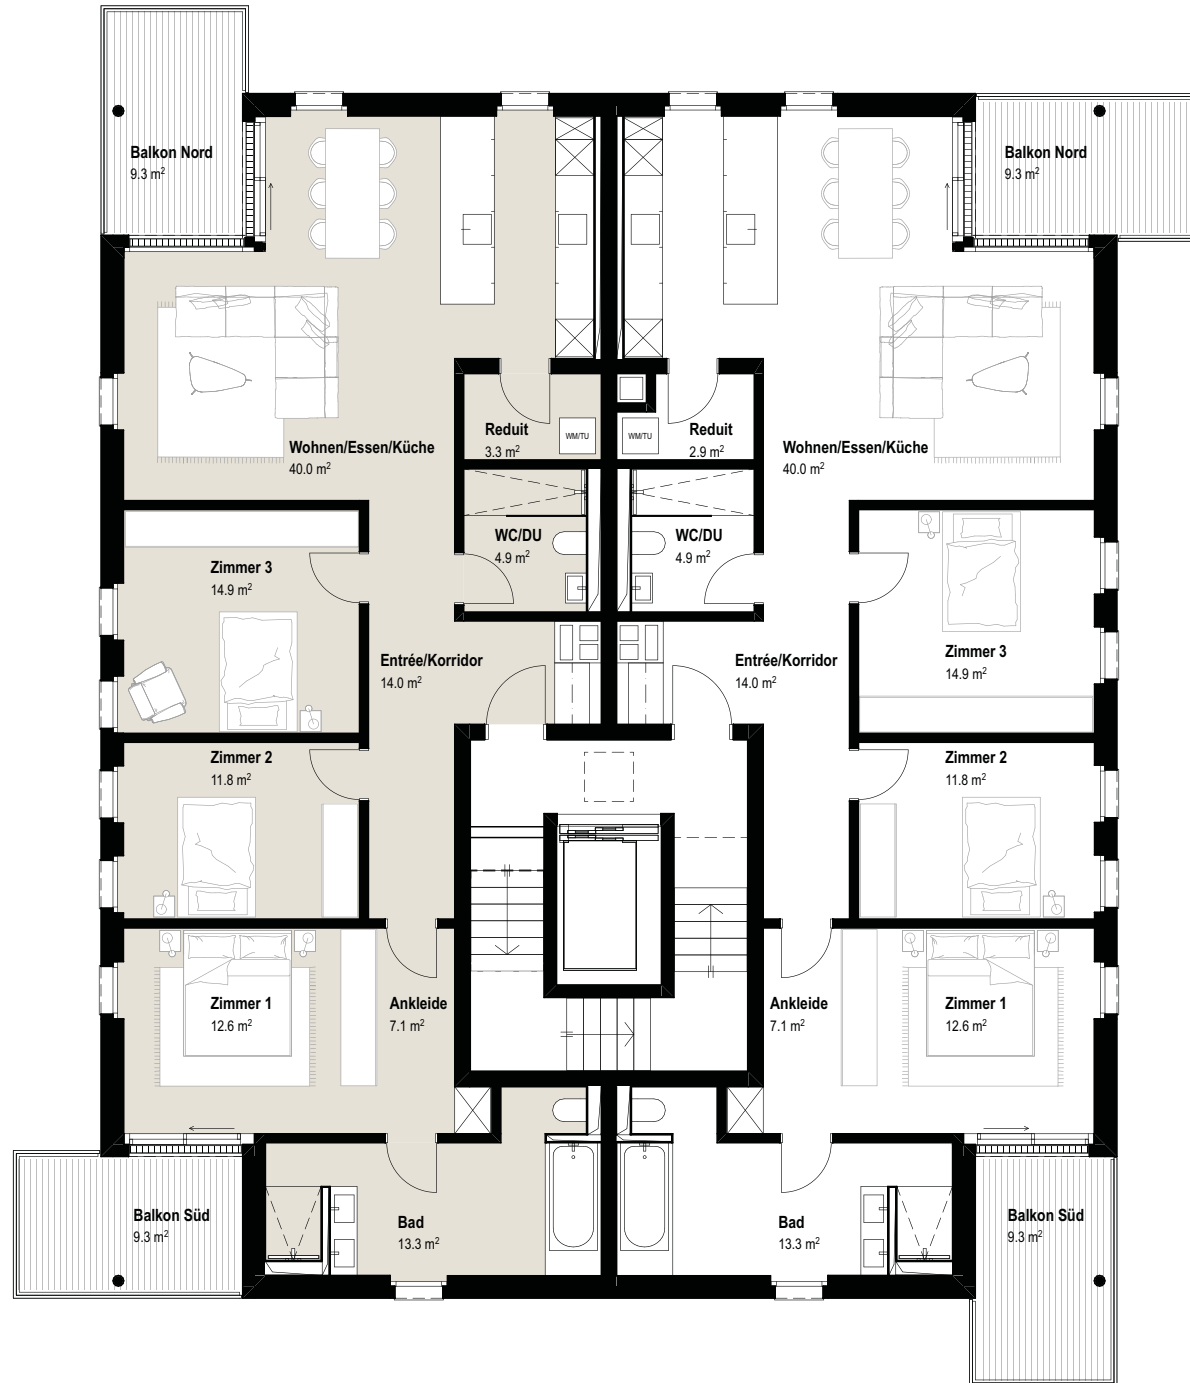 Balkon Nord
9.3 m²
Balkon Nord
9.3 m²
Reduit
3.3 m²
WM/TU
WM/TU
Reduit
2.9 m²
Wohnen/Essen/Küche
40.0 m²
Wohnen/Essen/Küche
40.0 m²
WC/DU
4.9 m²
WC/DU
4.9 m²
Zimmer 3
14.9 m²
Entrée/Korridor
14.0 m²
Entrée/Korridor
14.0 m²
Zimmer 3
14.9 m²
Zimmer 2
11.8 m²
Zimmer 2
11.8 m²
Zimmer 1
12.6 m²
Ankleide
7.1 m²
Ankleide
7.1 m²
Zimmer 1
12.6 m²
Balkon Süd
9.3 m²
Bad
13.3 m²
Bad
13.3 m²
Balkon Süd
9.3 m²